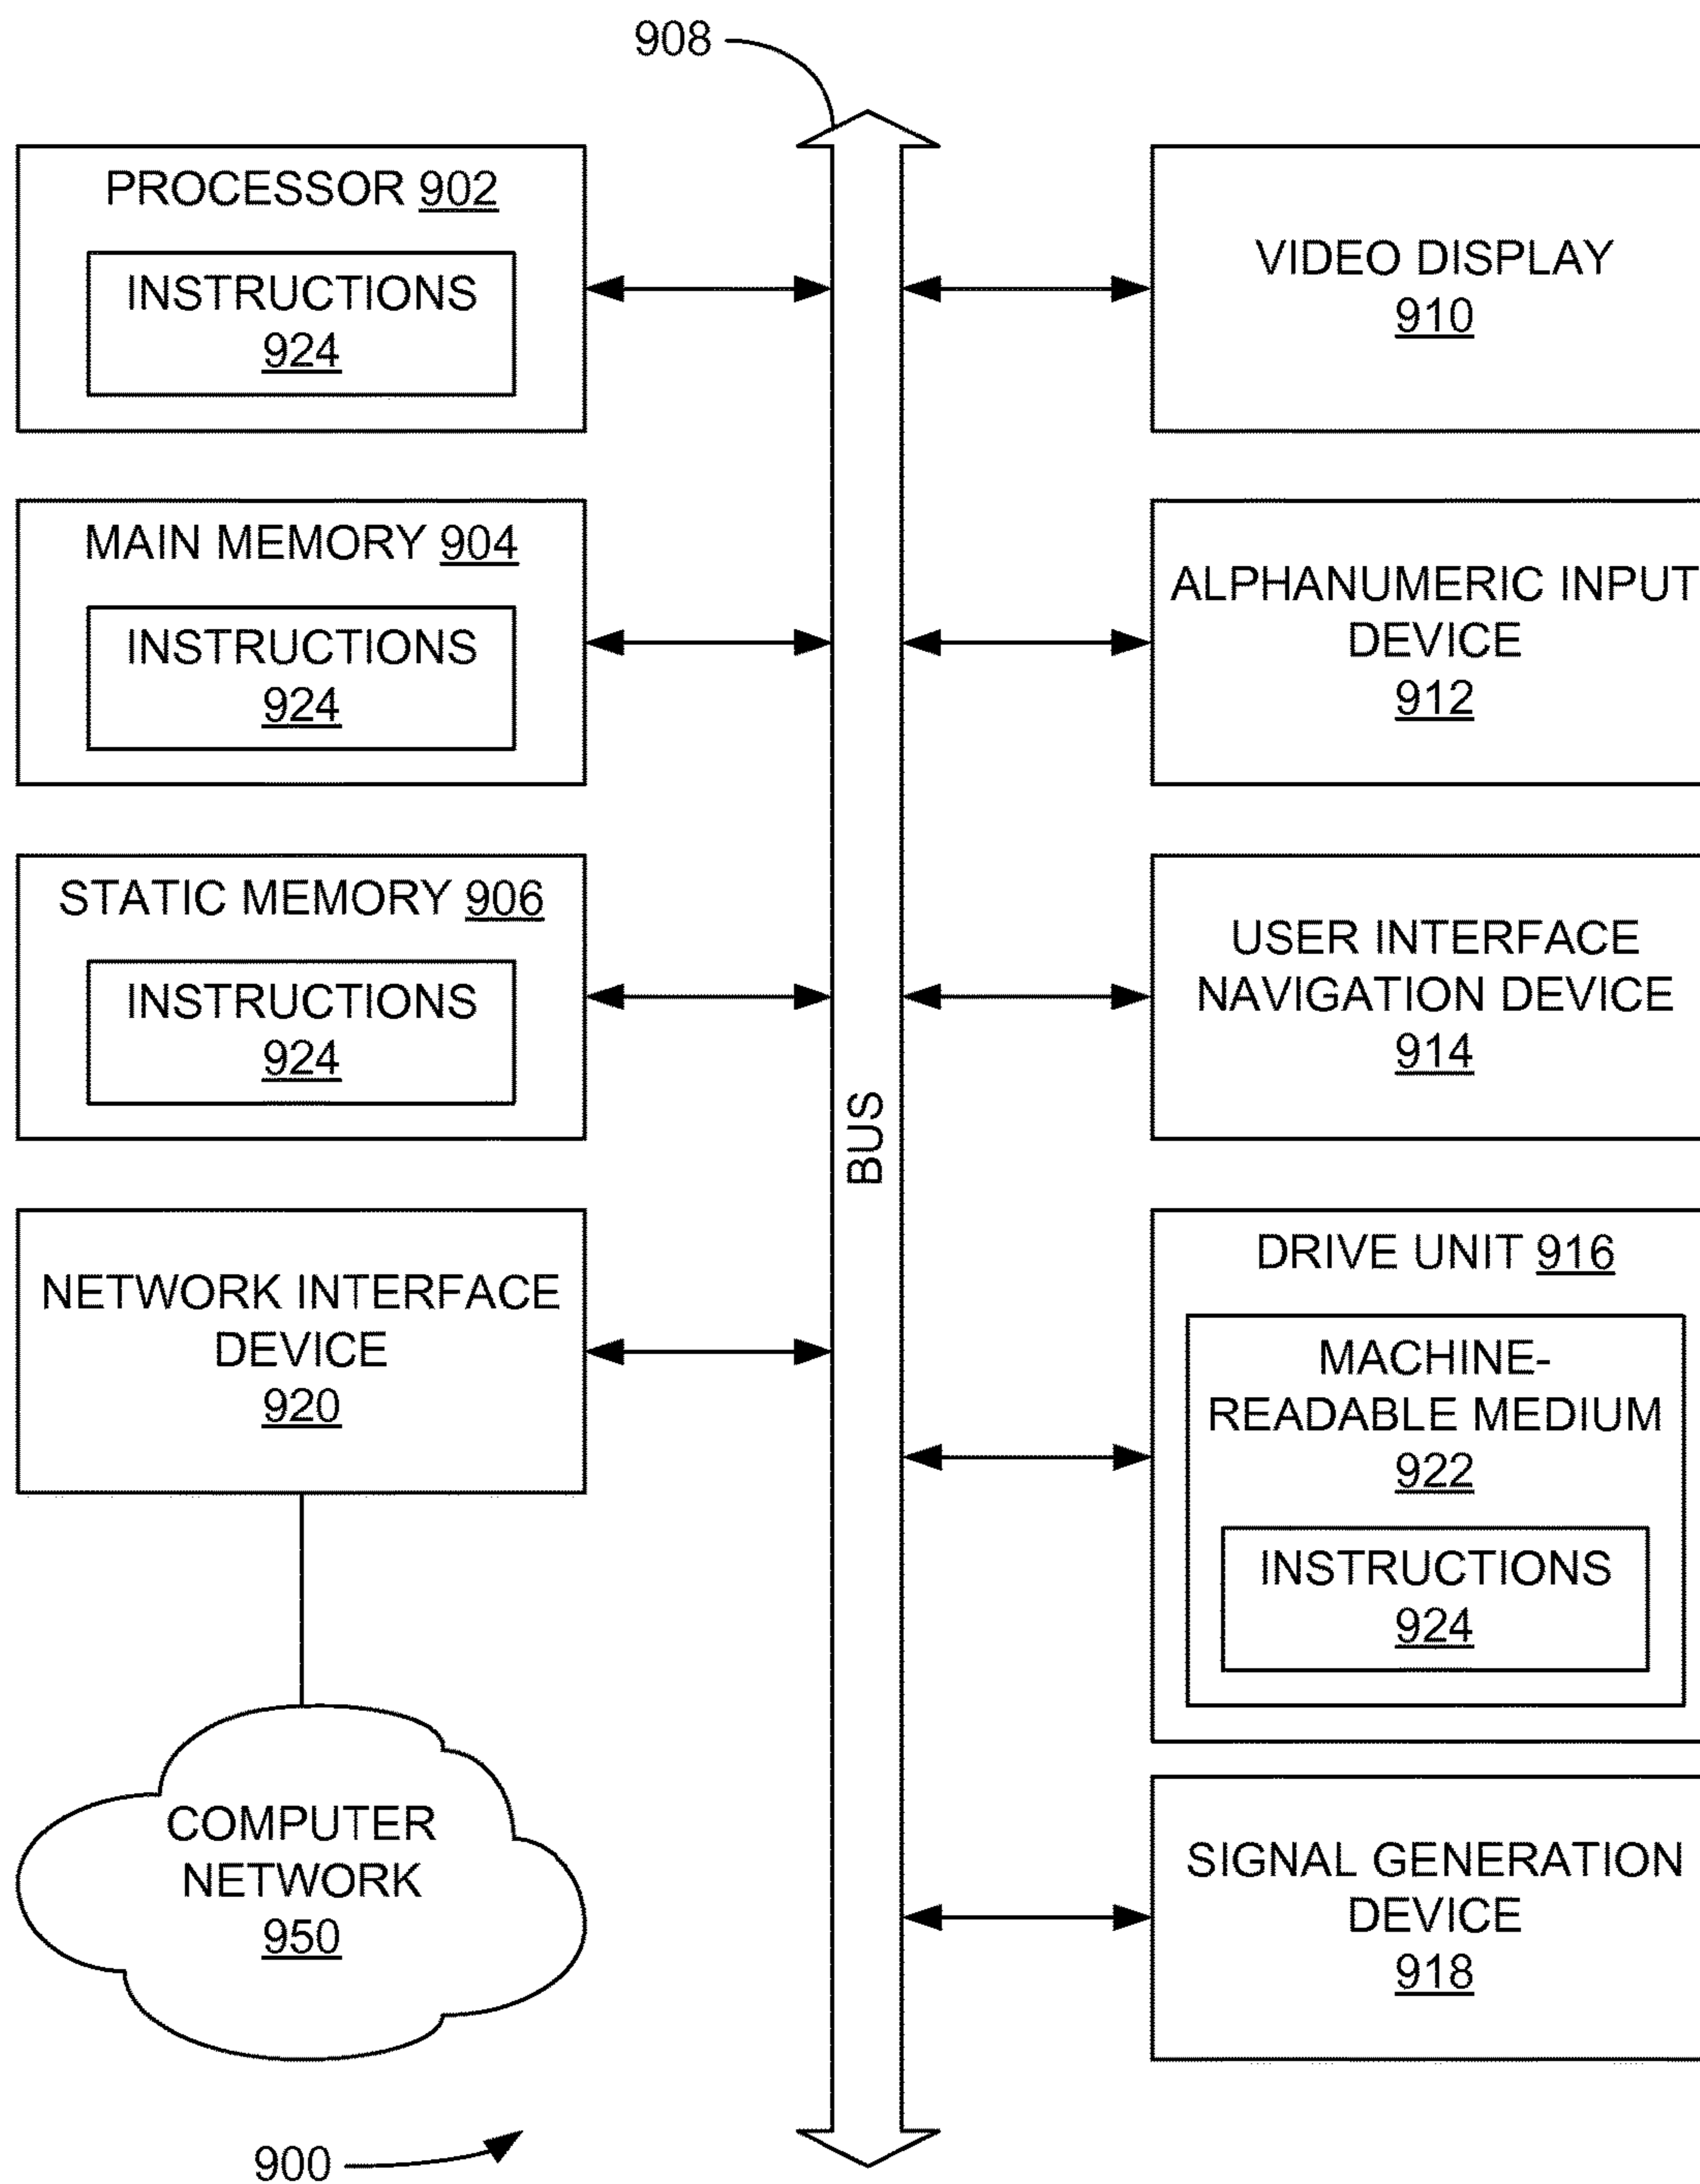 908
PROCESSOR 902
INSTRUCTIONS
924
MAIN MEMORY 904
INSTRUCTIONS
924
STATIC MEMORY 906
INSTRUCTIONS
924
NETWORK INTERFACE
DEVICE
920
COMPUTER
NETWORK
950
900
BUS
VIDEO DISPLAY
910
ALPHANUMERIC INPUT
DEVICE
912
USER INTERFACE
NAVIGATION DEVICE
914
DRIVE UNIT 916
MACHINE-
READABLE MEDIUM
922
INSTRUCTIONS
924
SIGNAL GENERATION
DEVICE
918